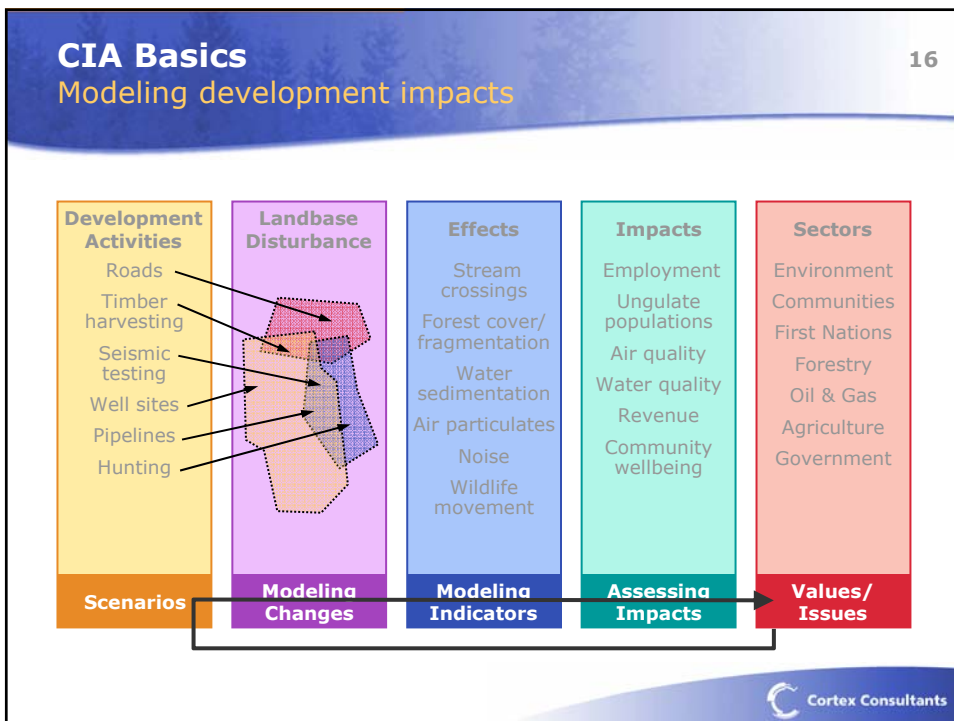 CIA Basics
16
Modeling development impacts
Development
Activities
Roads
Timber
harvesting
Seismic
testing
Well sites
Pipelines
Hunting
Scenarios
Landbase
Disturbance
Modeling
Changes
Effects
Stream
crossings
Forest cover/
fragmentation
Water
sedimentation
Air particulates
Noise
Wildlife
movement
Modeling
Indicators
Impacts
Employment
Ungulate
populations
Air quality
Water quality
Revenue
Community
wellbeing
Assessing
Impacts
Sectors
Environment
Communities
First Nations
Forestry
Oil & Gas
Agriculture
Government
Values/
Issues
Cortex Consultants